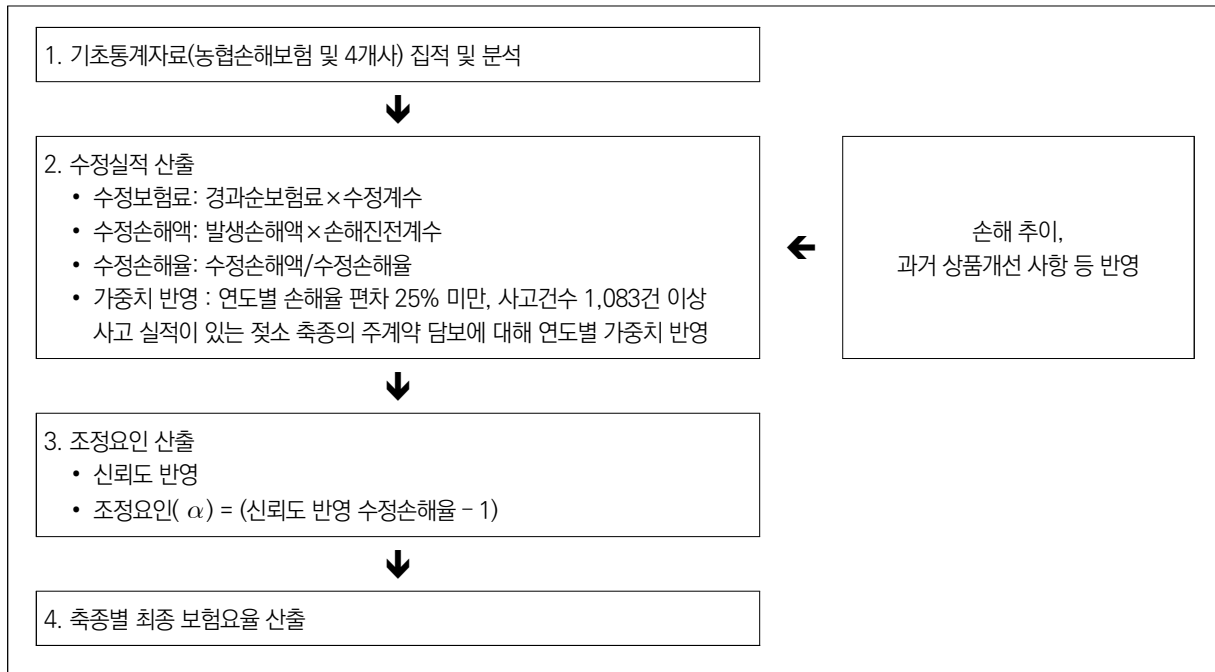 1. 기초통계자료(농협손해보험 및 4개사) 집적 및 분석
2. 수정실적 산출
• 수정보험료: 경과순보험료×수정계수
• 수정손해액: 발생손해액×손해진전계수
• 수정손해율: 수정손해액/수정손해율
• 가중치 반영 : 연도별 손해율 편차 25% 미만, 사고건수 1,083건 이상
사고 실적이 있는 젖소 축종의 주계약 담보에 대해 연도별 가중치 반영
손해 추이,
과거 상품개선 사항 등 반영
3. 조정요인 산출
• 신뢰도 반영
• 조정요인( α) = (신뢰도 반영 수정손해율 - 1)
4. 축종별 최종 보험요율 산출